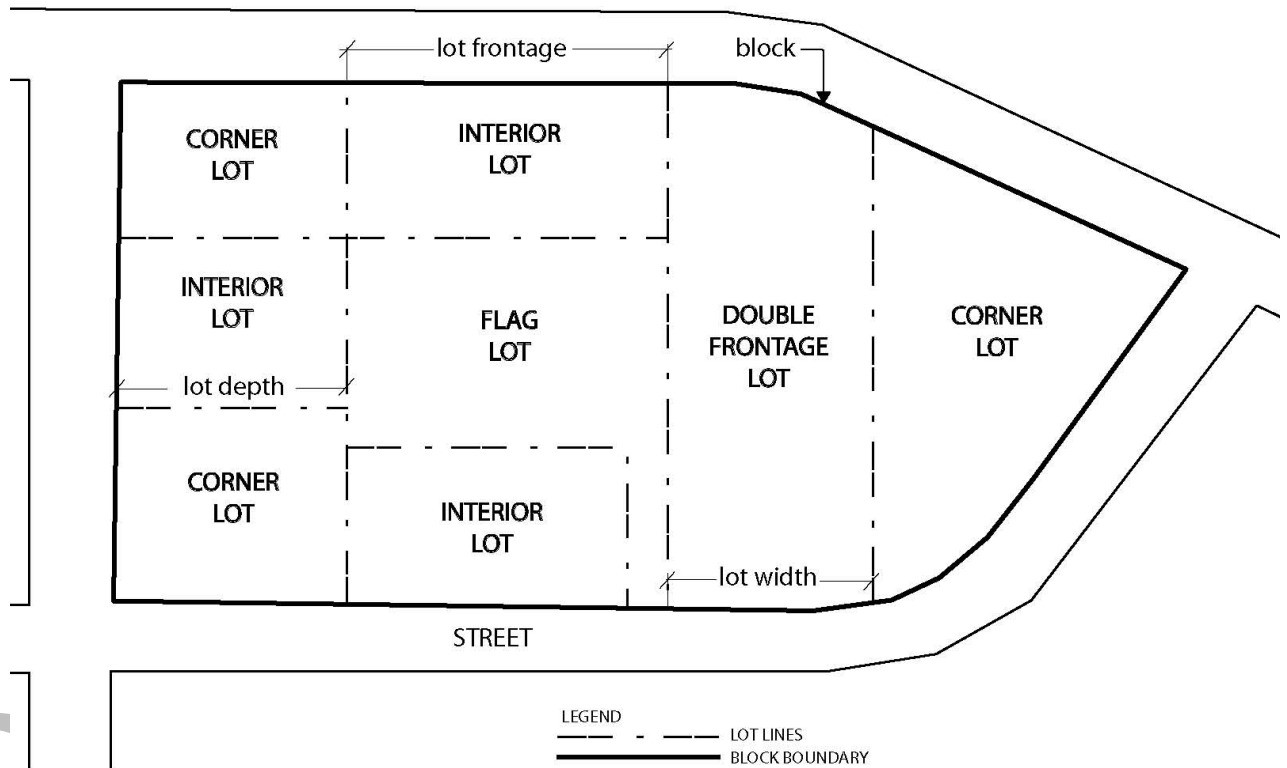 lot frontage
block
CORNER
LOT
INTERIOR
LOT
INTERIOR
LOT
FLAG
LOT
DOUBLE
FRONTAGE
LOT
CORNER
LOT
lot depth
CORNER
LOT
INTERIOR
LOT
lot width
STREET
LEGEND
LOT LINES
BLOCK BOUNDARY